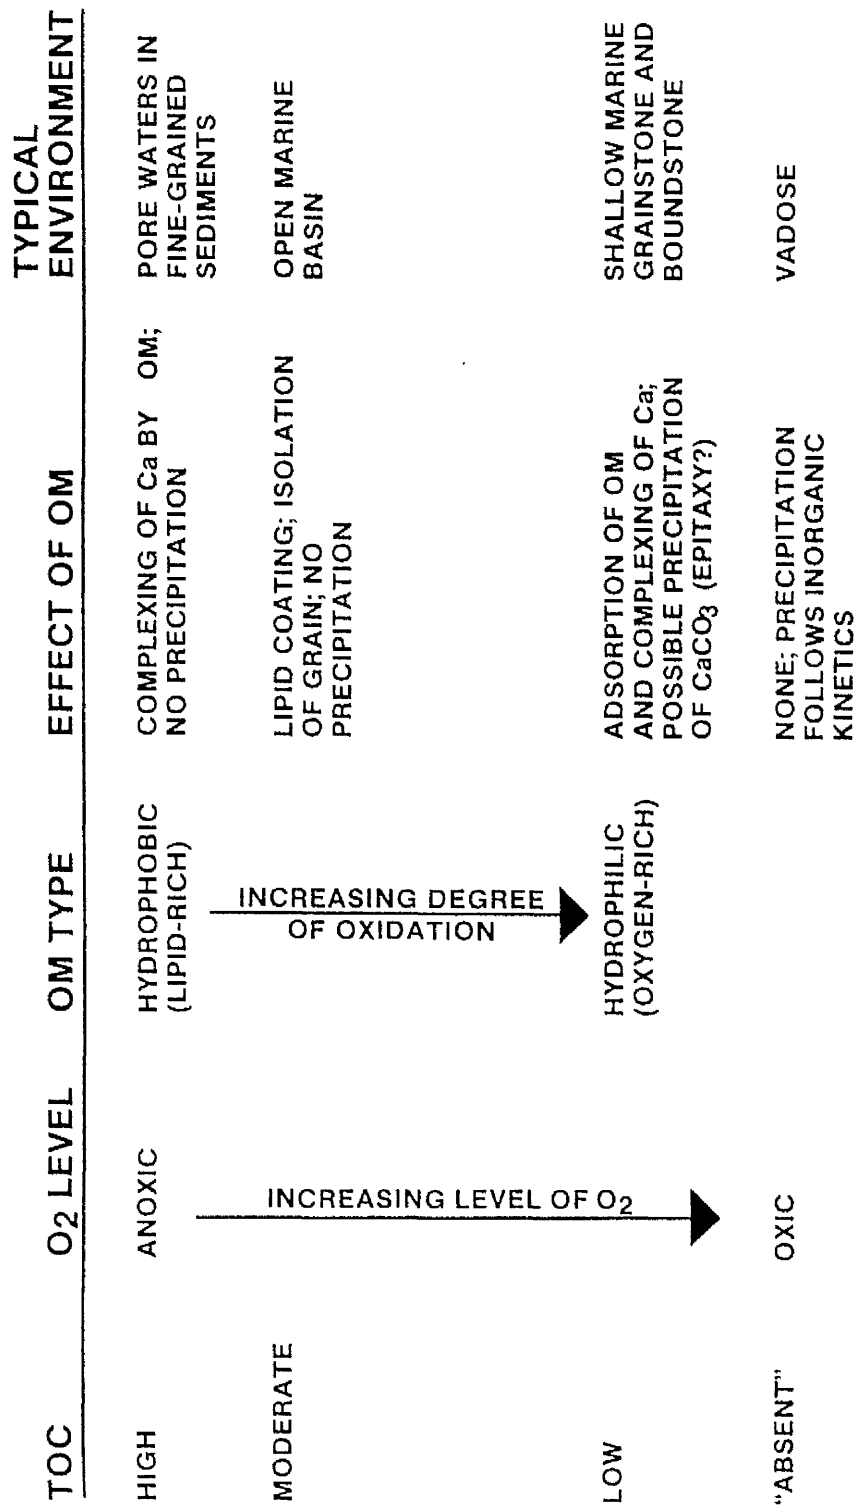 TOC O2 LEVEL OM TYPE EFFECT OF OM TYPICAL
ENVIRONMENT
HIGH ANOXIC HYDROPHOBIC
(LIPID-RICH)
COMPLEXING OF Ca BY OM;
NO PRECIPITATION
PORE WATERS IN
FINE-GRAINED
SEDIMENTS
INCREASING LEVEL OF O2
INCREASING DEGREE
OF OXIDATION
MODERATE
LIPID COATING; ISOLATION
OF GRAIN; NO
PRECIPITATION
OPEN MARINE
BASIN
LOW
HYDROPHILIC
(OXYGEN-RICH)
ADSORPTION OF OM
AND COMPLEXING OF Ca;
POSSIBLE PRECIPITATION
OF CaCO3 (EPITAXY?)
SHALLOW MARINE
GRAINSTONE AND
BOUNDSTONE
"ABSENT" OXIC
NONE; PRECIPITATION
FOLLOWS INORGANIC
KINETICS
VADOSE